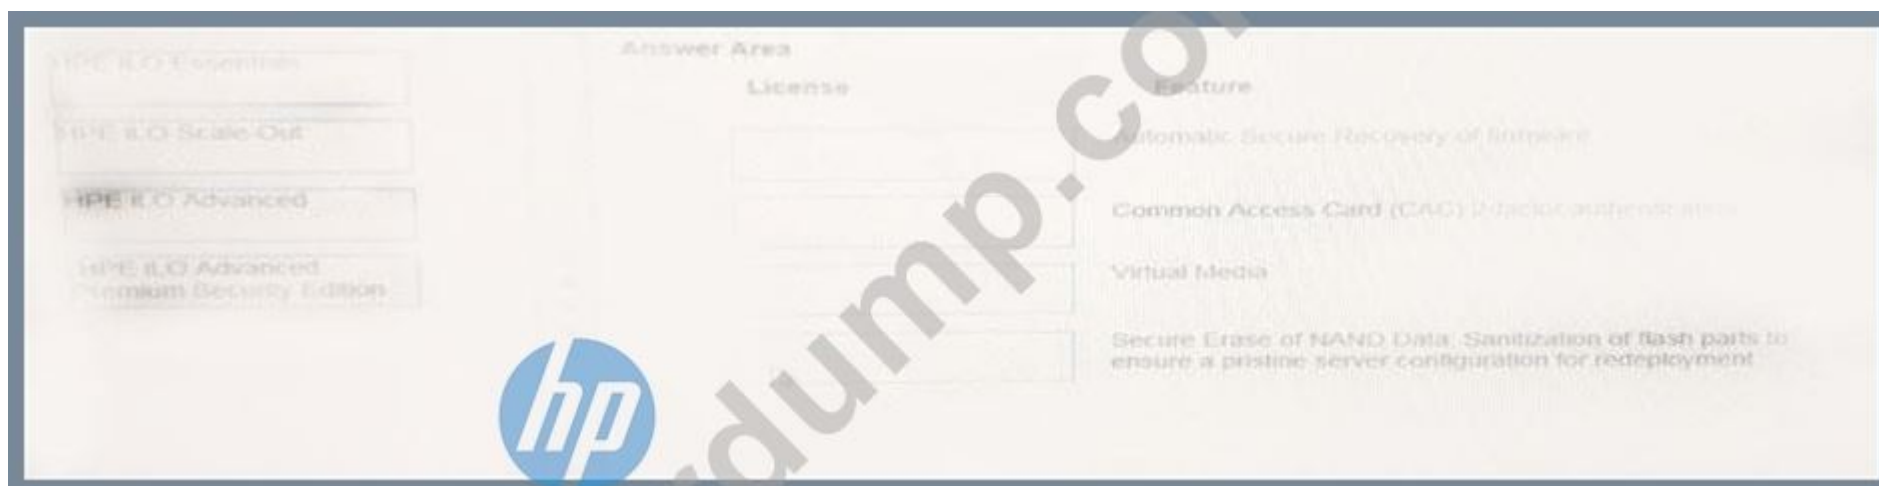 HPE iLO Essentials
HPE iLO Scale-Out
HPE iLO Advanced
HPE iLO Advanced
Premium Security Edition
Answer Area
License
Feature
Automatic Secure Recovery of firmware
Common Access Card (CAC) 2-factor authentication
Virtual Media
Secure Erase of NAND Data: Sanitization of flash parts to
ensure a pristine server configuration for redeployment
hp